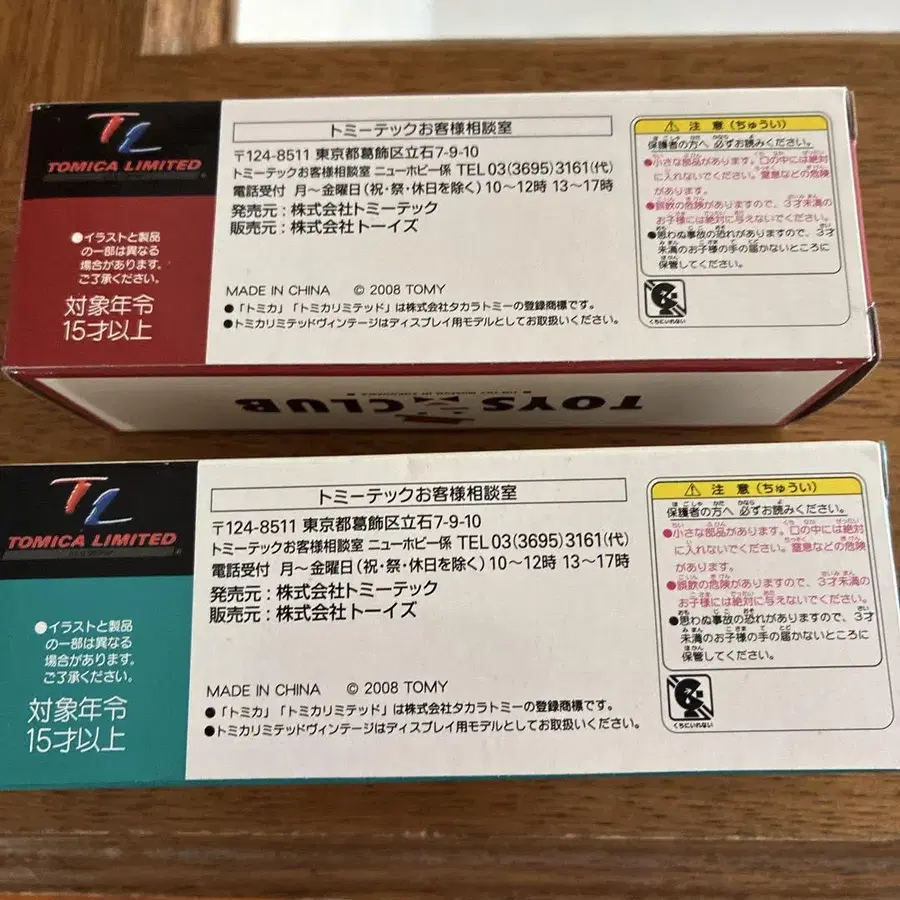 TL
TOMICA LIMITED
●イラストと製品
の一部は異なる
場合があります。
ご了承ください。
対象年令
15才以上
トミーテックお客様相談室
〒124-8511 東京都葛飾区立石7-9-10
トミーテックお客様相談室 ニューホビー係 TEL 03(3695)3161(代)
電話受付 月～金曜日(祝・祭・休日を除く)10～12時 13～17時
発売元：株式会社トミーテック
販売元：株式会社トーイズ
MADE IN CHINA © 2008 TOMY
●「トミカ」「トミカリミテッド」は株式会社タカラトミーの登録商標です。
●トミカリミテッドヴィンテージはディスプレイ用モデルとしてお取扱いください。
⚠ 注意(ちゅうい)
保護者の方へ 必ずお読みください。
●小さな部品があります。口の中には絶対
に入れないでください。窒息などの危険
があります。
●誤飲の危険がありますので、3才未満の
お子様には絶対に与えないでください。
●思わぬ事故の恐れがありますので、3才
未満のお子様の手の届かないところに
保管してください。
くちにいれない
TOYS CLUB
TL
TOMICA LIMITED
●イラストと製品
の一部は異なる
場合があります。
ご了承ください。
対象年令
15才以上
トミーテックお客様相談室
〒124-8511 東京都葛飾区立石7-9-10
トミーテックお客様相談室 ニューホビー係 TEL 03(3695)3161(代)
電話受付 月～金曜日(祝・祭・休日を除く)10～12時 13～17時
発売元：株式会社トミーテック
販売元：株式会社トーイズ
MADE IN CHINA © 2008 TOMY
●「トミカ」「トミカリミテッド」は株式会社タカラトミーの登録商標です。
●トミカリミテッドヴィンテージはディスプレイ用モデルとしてお取扱いください。
⚠ 注意(ちゅうい)
保護者の方へ 必ずお読みください。
●小さな部品があります。口の中には絶対
に入れないでください。窒息などの危険
があります。
●誤飲の危険がありますので、3才未満の
お子様には絶対に与えないでください。
●思わぬ事故の恐れがありますので、3才
未満のお子様の手の届かないところに
保管してください。
くちにいれない